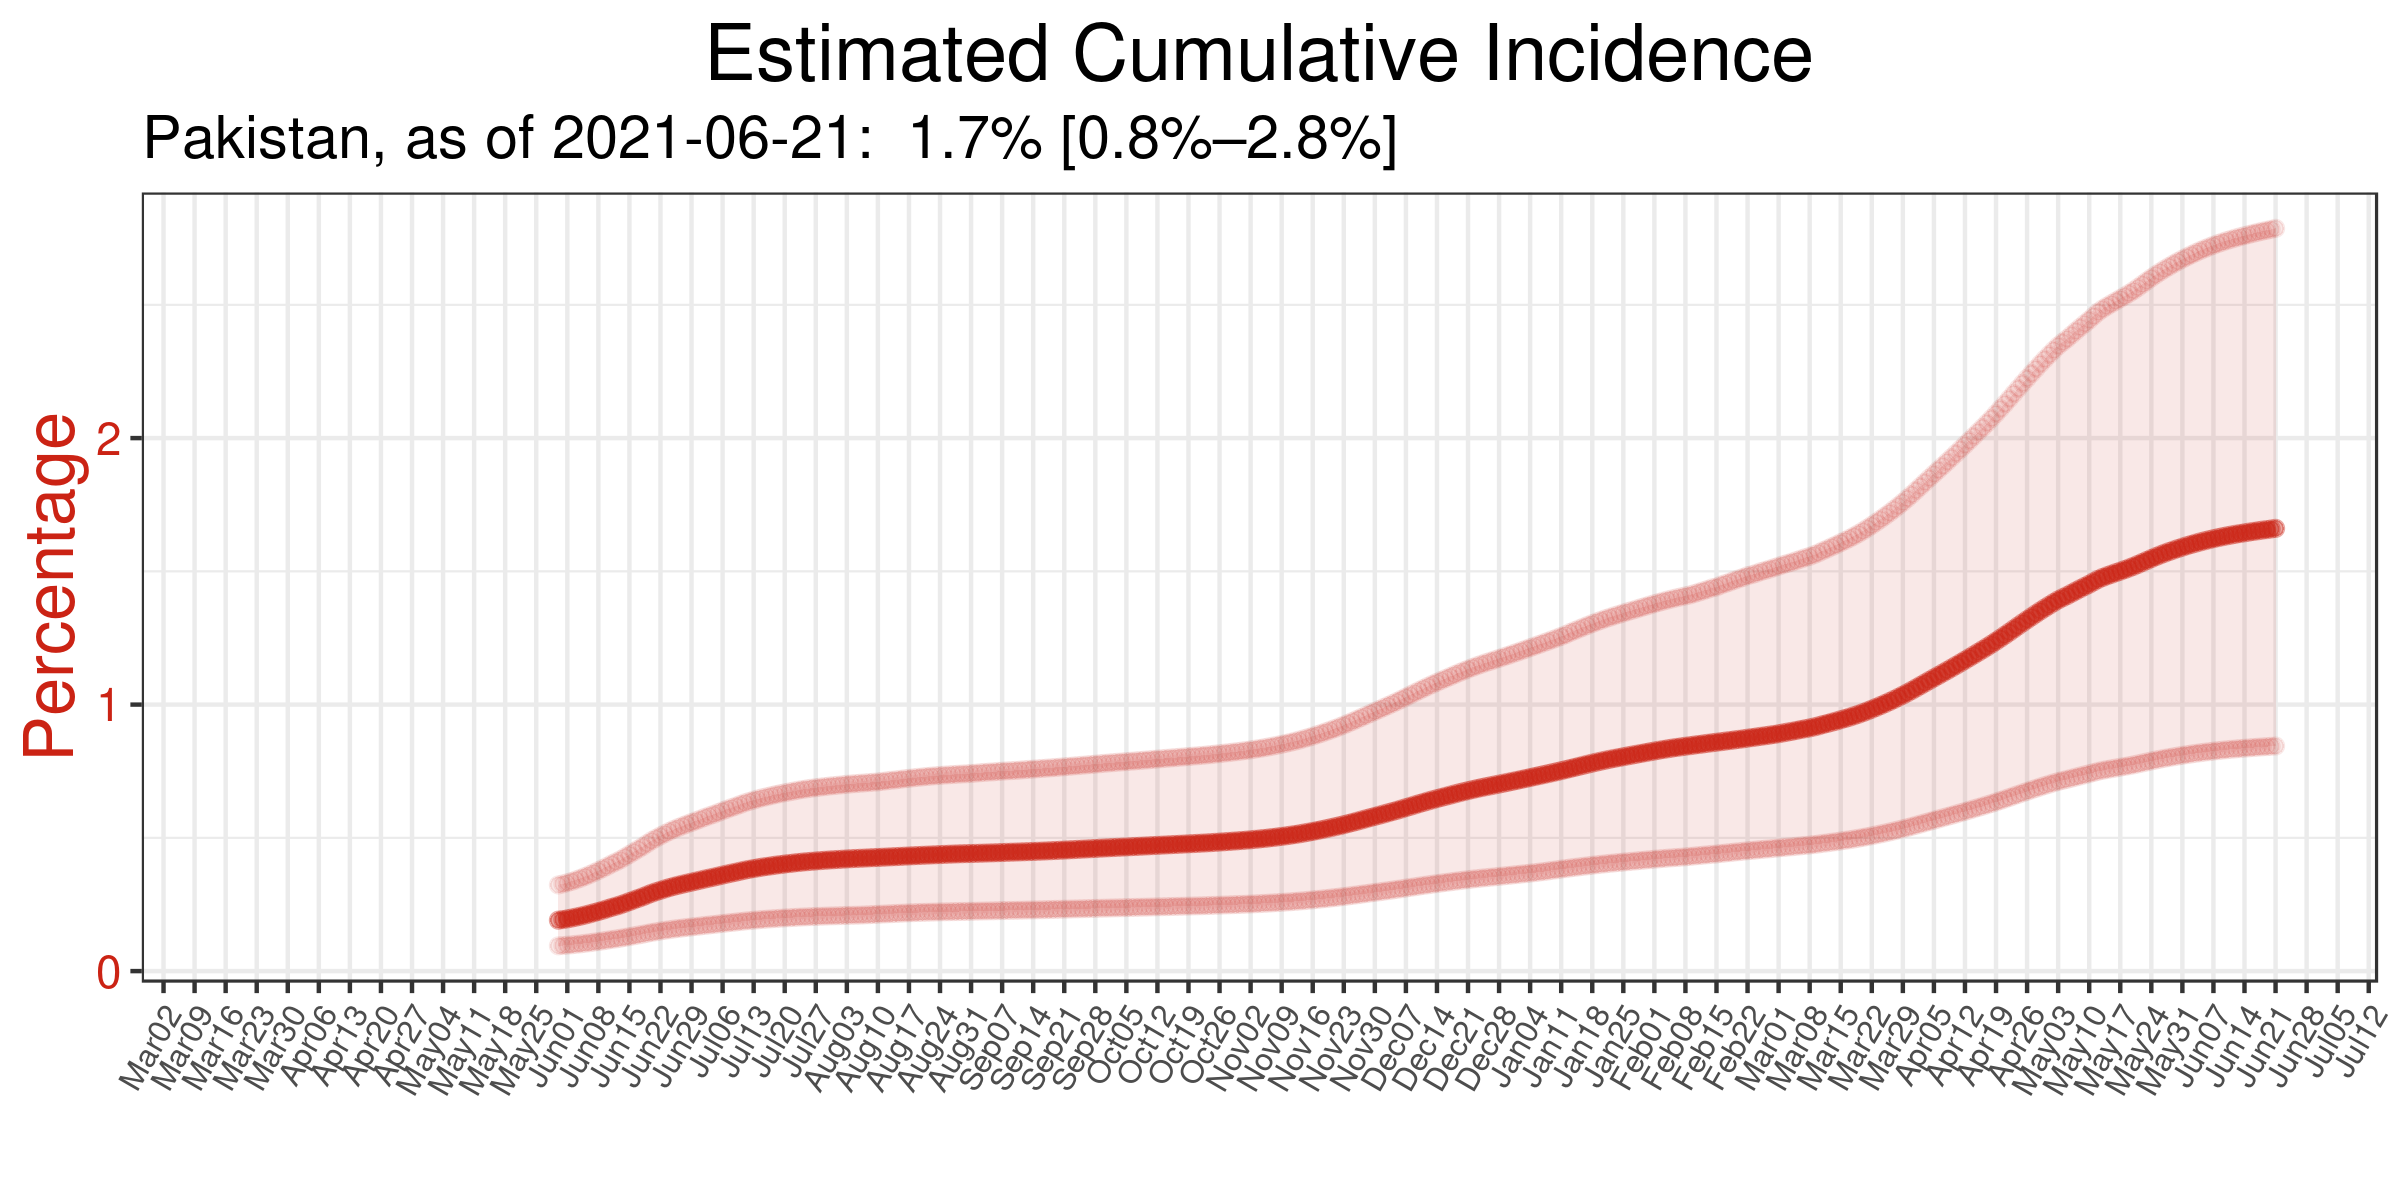 Estimated Cumulative Incidence
Pakistan, as of 2021-06-21:  1.7% [0.8%–2.8%]
Percentage
2
1
0
Mar02
Mar09
Mar16
Mar23
Mar30
Apr06
Apr13
Apr20
Apr27
May04
May11
May18
May25
Jun01
Jun08
Jun15
Jun22
Jun29
Jul06
Jul13
Jul20
Jul27
Aug03
Aug10
Aug17
Aug24
Aug31
Sep07
Sep14
Sep21
Sep28
Oct05
Oct12
Oct19
Oct26
Nov02
Nov09
Nov16
Nov23
Nov30
Dec07
Dec14
Dec21
Dec28
Jan04
Jan11
Jan18
Jan25
Feb01
Feb08
Feb15
Feb22
Mar01
Mar08
Mar15
Mar22
Mar29
Apr05
Apr12
Apr19
Apr26
May03
May10
May17
May24
May31
Jun07
Jun14
Jun21
Jun28
Jul05
Jul12